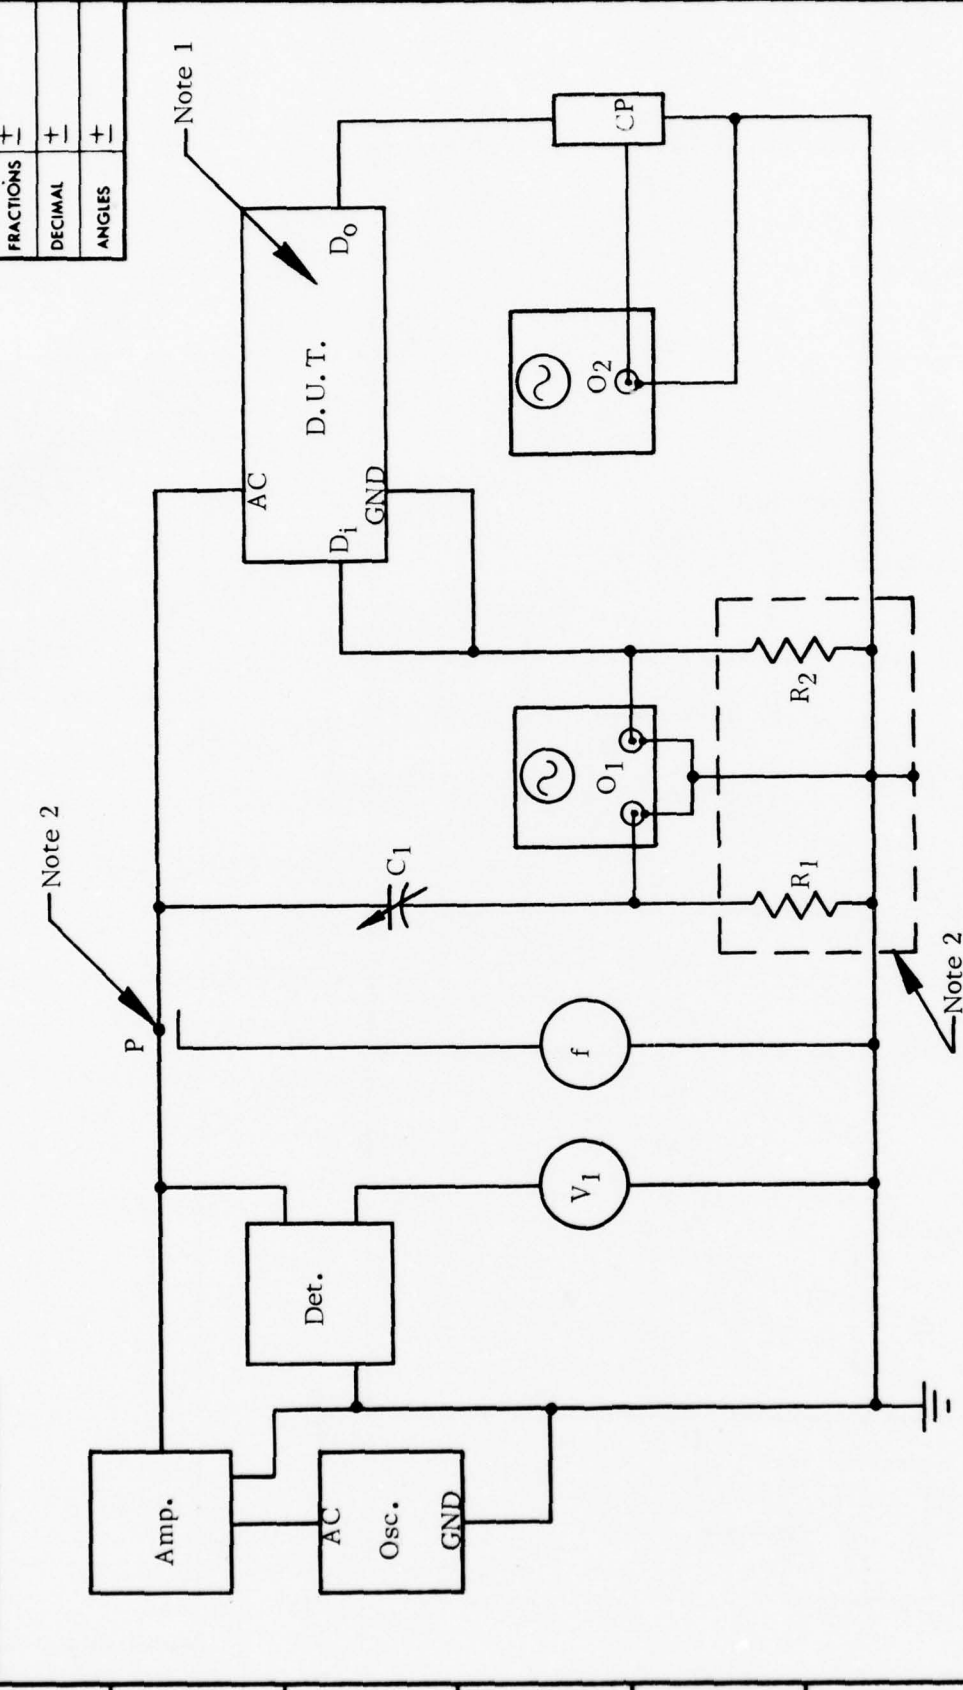 FRACTIONS ±
DECIMAL ±
ANGLES ±
Note 1
Note 2
P
AC
D.U.T.
Di
Do
GND
Amp.
Det.
C1
AC
Osc.
GND
V1
f
O1
O2
CP
R1
R2
Note 2